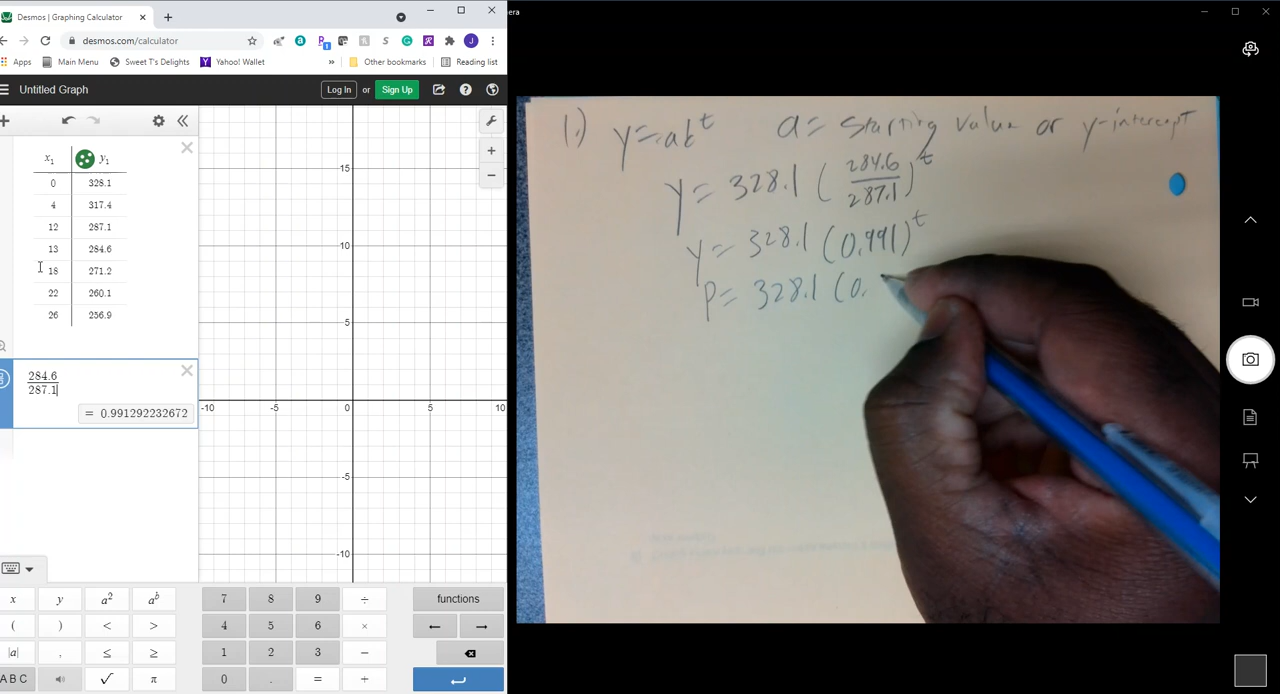 Desmos | Graphing Calculator
era
desmos.com/calculator
Apps Main Menu Sweet T's Delights Yahoo! Wallet » Other bookmarks Reading list
Untitled Graph Log In or Sign Up
x₁ y₁
0 328.1
4 317.4
12 287.1
13 284.6
18 271.2
22 260.1
26 256.9
284.6
287.1
= 0.991292232672
15
10
5
-10 -5 0 5 10
-5
-10
x y a² aᵇ 7 8 9 ÷ functions
( ) < > 4 5 6 × ← →
|a| , ≤ ≥ 1 2 3 −
A B C √ π 0 . = +
1.) y=ab^t a= starting value or y-intercept
y= 328.1 (284.6/287.1)^t
y= 328.1 (0.991)^t
P= 328.1 (0.